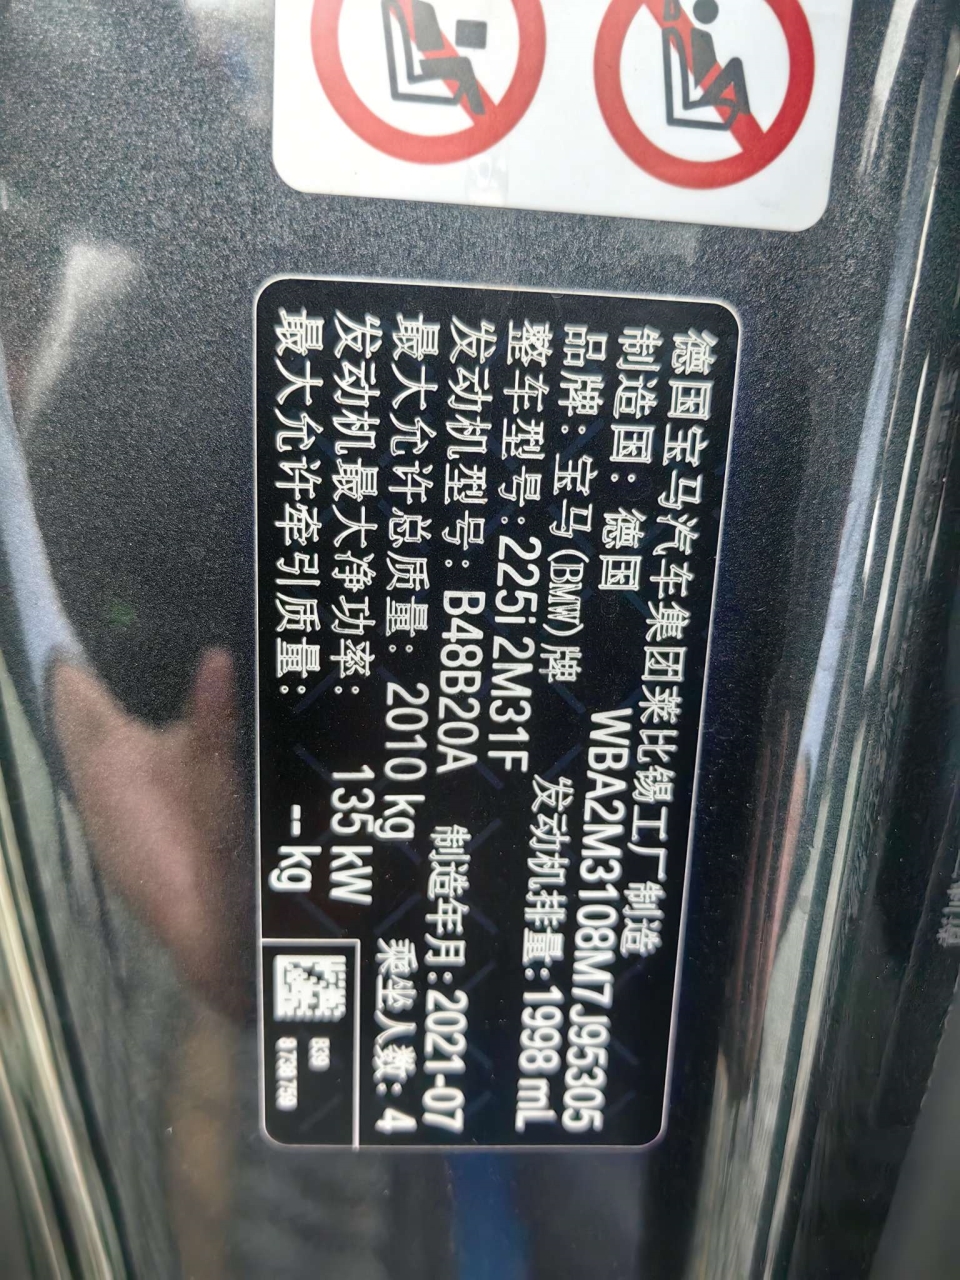 德国宝马汽车集团莱比锡工厂制造
制造国：德国 WBA2M3108M7J95305
品牌：宝马(BMW)牌 发动机排量：1998 mL
整车型号：225i 2M31F
发动机型号：B48B20A 制造年月：2021-07
最大允许总质量：2010 kg 乘坐人数：4
发动机最大净功率：135 kW
最大允许牵引质量：-- kg
B39
8 738 759